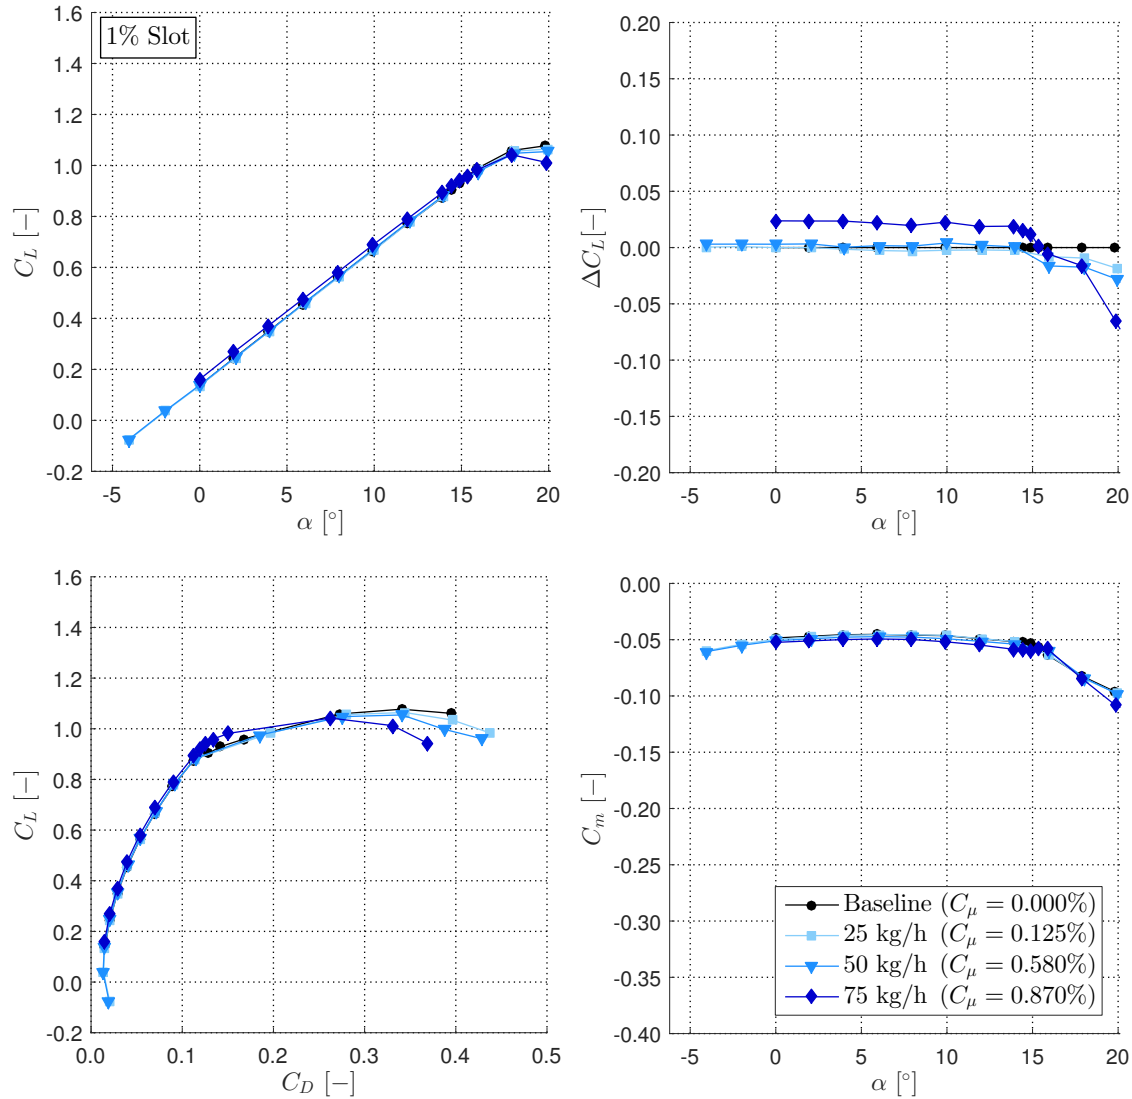 1% Slot
1.6
1.4
1.2
1.0
0.8
0.6
0.4
0.2
0.0
-0.2
C_L [−]
-5 0 5 10 15 20
α [°]
0.20
0.15
0.10
0.05
0.00
-0.05
-0.10
-0.15
-0.20
ΔC_L[−]
-5 0 5 10 15 20
α [°]
1.6
1.4
1.2
1.0
0.8
0.6
0.4
0.2
0.0
-0.2
C_L [−]
0.0 0.1 0.2 0.3 0.4 0.5
C_D [−]
0.00
-0.05
-0.10
-0.15
-0.20
-0.25
-0.30
-0.35
-0.40
C_m [−]
Baseline (C_μ = 0.000%)
25 kg/h (C_μ = 0.125%)
50 kg/h (C_μ = 0.580%)
75 kg/h (C_μ = 0.870%)
-5 0 5 10 15 20
α [°]